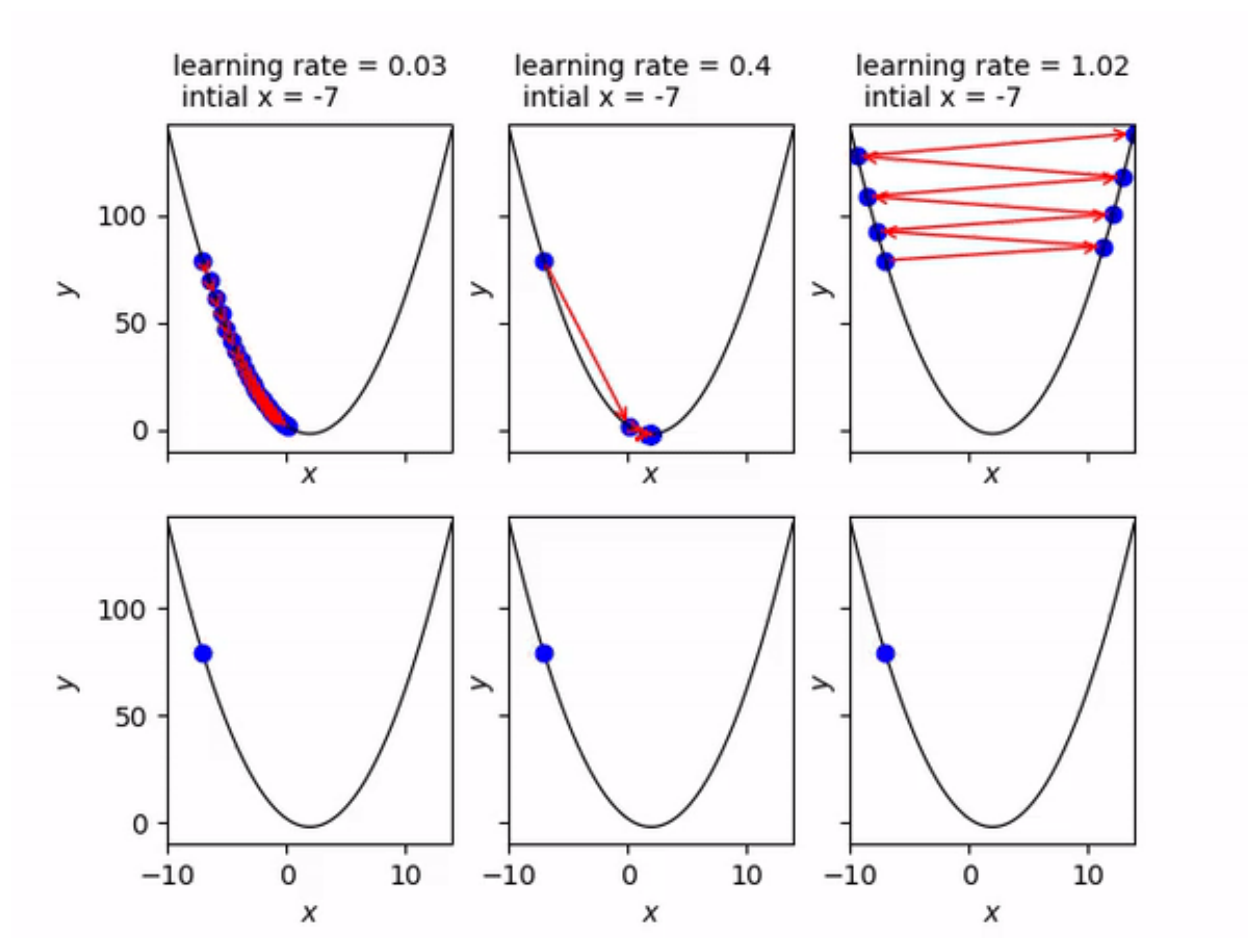 learning rate = 0.03
intial x = -7
learning rate = 0.4
intial x = -7
learning rate = 1.02
intial x = -7
y
100
50
0
x
y
x
y
x
y
100
50
0
−10
0
10
x
y
−10
0
10
x
y
−10
0
10
x